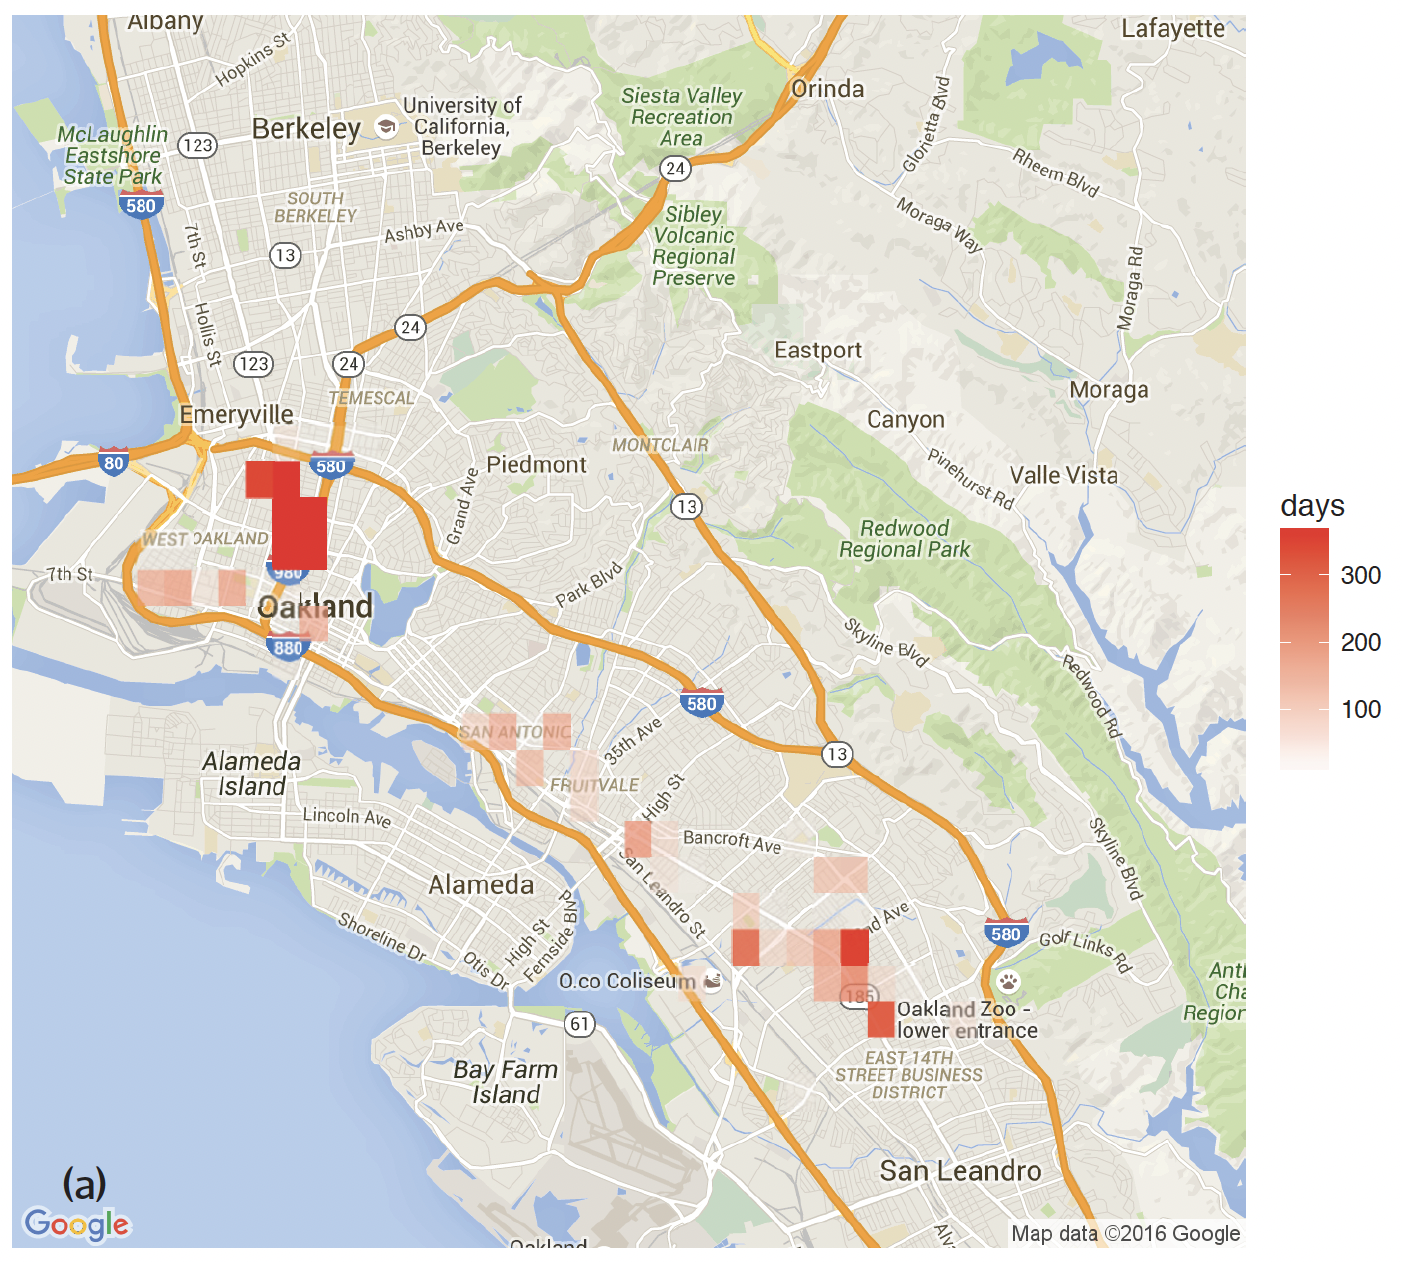 Albany
Lafayette
Hopkins St
Orinda
University of
California,
Berkeley
Berkeley
Siesta Valley
Recreation
Area
McLaughlin
Eastshore
State Park
123
24
Glorietta Blvd
Rheem Blvd
580
SOUTH
BERKELEY
Ashby Ave
Sibley
Volcanic
Regional
Preserve
Moraga Way
7th St
13
Moraga Rd
Hollis St
24
123
24
Eastport
TEMESCAL
Moraga
Emeryville
Canyon
MONTCLAIR
80
580
Piedmont
Pinehurst Rd
Valle Vista
Grand Ave
13
days
WEST OAKLAND
Redwood
Regional Park
300
7th St
980
Park Blvd
Oakland
200
880
Skyline Blvd
Redwood Rd
580
100
SAN ANTONIC
35th Ave
13
Alameda
Island
FRUITVALE
High St
Lincoln Ave
Bancroft Ave
Skyline Blvd
San Leandro St
Alameda
Shoreline Dr
High St
Fernside Blvd
nd Ave
580
Golf Links Rd
Otis Dr
O.co Coliseum
185
Ant
Cha
Region
Oakland Zoo -
lower entrance
61
EAST 14TH
STREET BUSINESS
DISTRICT
Bay Farm
Island
San Leandro
(a)
Google
Alva
Oakland
Map data ©2016 Google